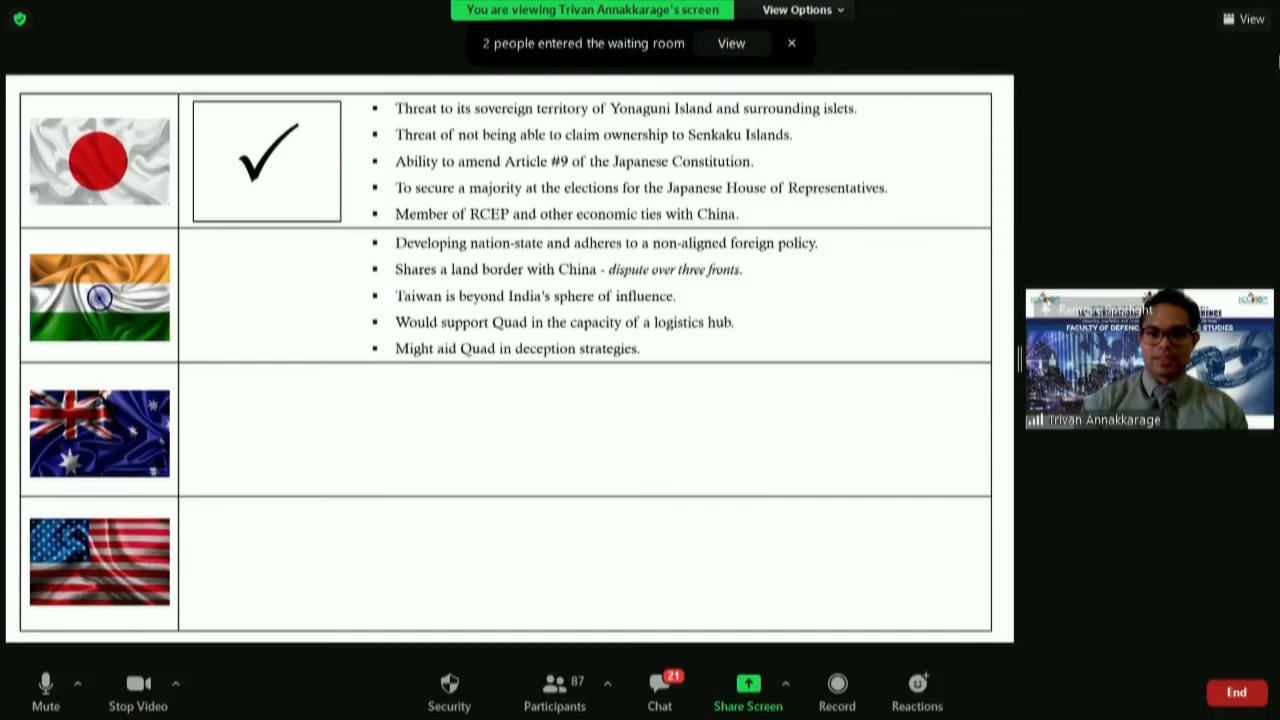 You are viewing Trivan Annakkarage's screen
View Options
View
2 people entered the waiting room
View
▪ Threat to its sovereign territory of Yonaguni Island and surrounding islets.
▪ Threat of not being able to claim ownership to Senkaku Islands.
▪ Ability to amend Article #9 of the Japanese Constitution.
▪ To secure a majority at the elections for the Japanese House of Representatives.
▪ Member of RCEP and other economic ties with China.
▪ Developing nation-state and adheres to a non-aligned foreign policy.
▪ Shares a land border with China - dispute over three fronts.
▪ Taiwan is beyond India's sphere of influence.
▪ Would support Quad in the capacity of a logistics hub.
▪ Might aid Quad in deception strategies.
Remove Spotlight
FACULTY OF DEFENC
STUDIES
Trivan Annakkarage
Mute
Stop Video
Security
Participants
87
Chat
21
Share Screen
Record
Reactions
End